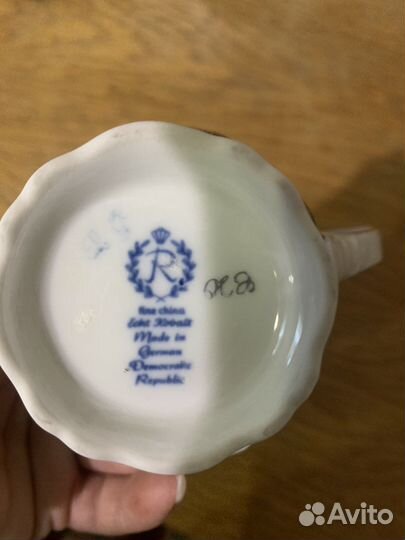 R
fine china
Echt Kobalt
Made in
German
Democratic
Republic
Avito